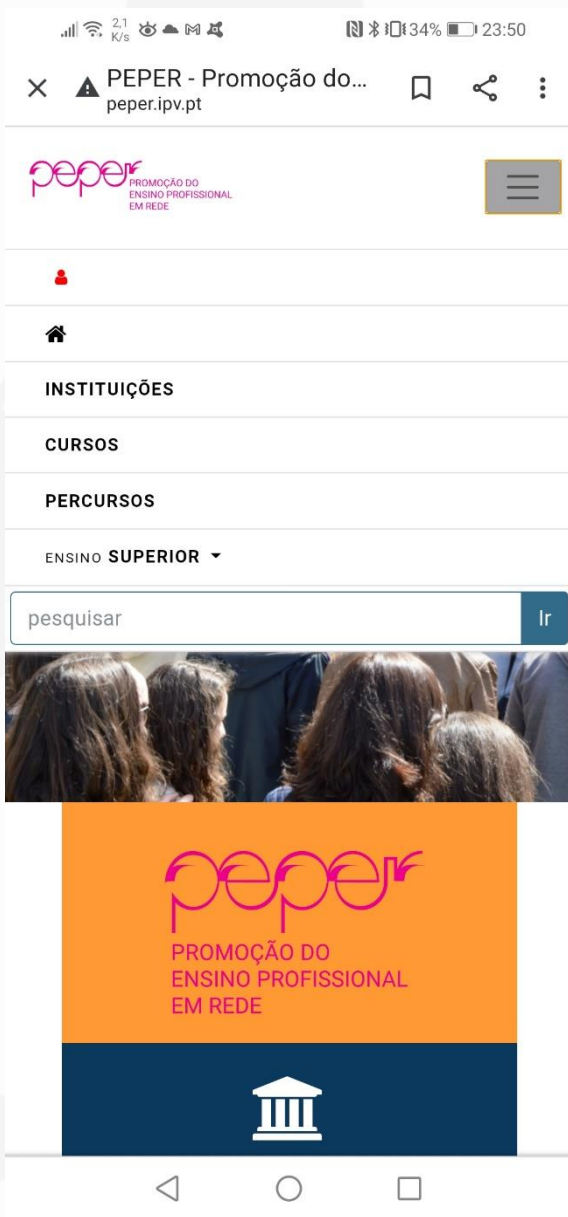 2,1
K/s
34%
23:50
PEPER - Promoção do...
peper.ipv.pt
peper
PROMOÇÃO DO
ENSINO PROFISSIONAL
EM REDE
INSTITUIÇÕES
CURSOS
PERCURSOS
ENSINO SUPERIOR
pesquisar
Ir
peper
PROMOÇÃO DO
ENSINO PROFISSIONAL
EM REDE